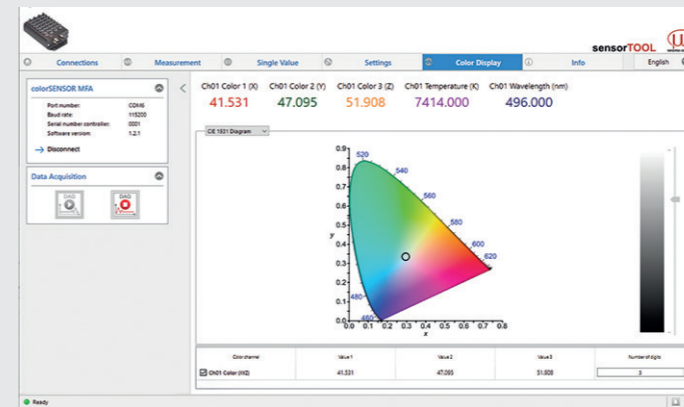 sensorTOOL
Connections Measurement Single Value Settings Color Display Info English
colorSENSOR MFA
Port number: COM6
Baud rate: 115200
Serial number controller: 0001
Software version: 1.2.1
Disconnect
Data Acquisition
DAQ DAQ
Ch01 Color 1 (X) Ch01 Color 2 (Y) Ch01 Color 3 (Z) Ch01 Temperature (K) Ch01 Wavelength (nm)
41.531 47.095 51.908 7414.000 496.000
CIE 1931 Diagram
0.9
520
0.8
540
0.7
560
0.6
580
0.5
y
0.4
600
0.3
620
0.2
0.1
480
460
0.0
0.0 0.1 0.2 0.3 0.4 0.5 0.6 0.7 0.8
x
Color channel Value 1 Value 2 Value 3 Number of digits
Ch01 Color (XYZ) 41.531 47.095 51.908 3
Ready